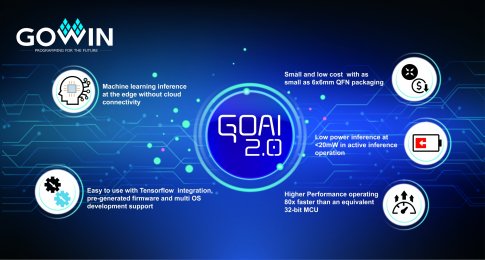 GOWIN
PROGRAMMING FOR THE FUTURE
Machine learning inference
at the edge without cloud
connectivity
Easy to use with Tensorflow integration,
pre-generated firmware and multi OS
development support
GOAI
2.0
Small and low cost with as
small as 6x6mm QFN packaging
Low power inference at
<20mW in active inference
operation
Higher Performance operating
80x faster than an equivalent
32-bit MCU